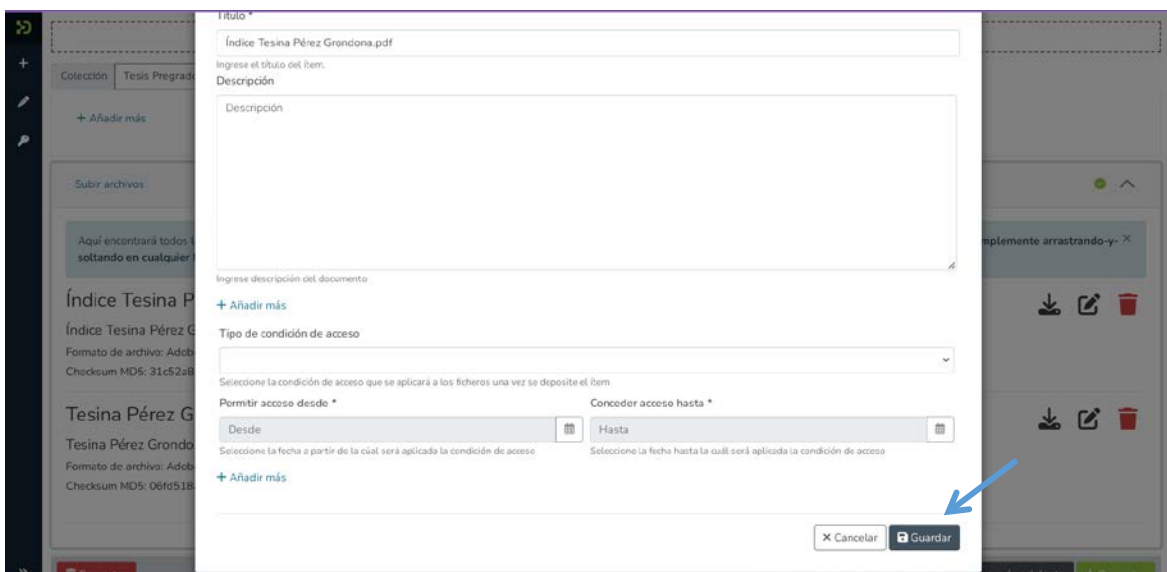 Título *
Índice Tesina Pérez Grondona.pdf
Ingrese el título del ítem.
Colección Tesis Pregrado
Descripción
Descripción
+ Añadir más
Subir archivos
Aquí encontrará todos l
mplemente arrastrando-y-
soltando en cualquier
Ingrese descripción del documento
+ Añadir más
Índice Tesina P
Índice Tesina Pérez G
Formato de archivo: Adob
Checksum MD5: 31c52a8
Tipo de condición de acceso
Seleccione la condición de acceso que se aplicará a los ficheros una vez se deposite el ítem
Permitir acceso desde *
Conceder acceso hasta *
Desde
Hasta
Seleccione la fecha a partir de la cúal será aplicada la condición de acceso
Seleccione la fecha hasta la cuál será aplicada la condición de acceso
+ Añadir más
Tesina Pérez G
Tesina Pérez Grondo
Formato de archivo: Adob
Checksum MD5: 06fd518
Cancelar
Guardar